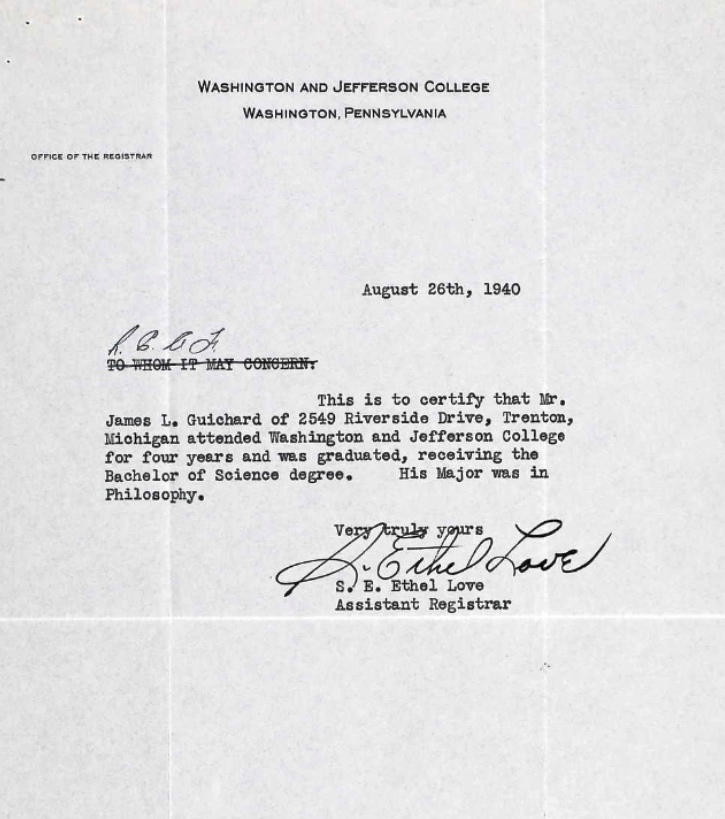 WASHINGTON AND JEFFERSON COLLEGE
WASHINGTON, PENNSYLVANIA
OFFICE OF THE REGISTRAR
August 26th, 1940
R. C. A. F.
TO WHOM IT MAY CONCERN:
This is to certify that Mr.
James L. Guichard of 2549 Riverside Drive, Trenton,
Michigan attended Washington and Jefferson College
for four years and was graduated, receiving the
Bachelor of Science degree. His Major was in
Philosophy.
Very truly yours
S. Ethel Love
S. E. Ethel Love
Assistant Registrar